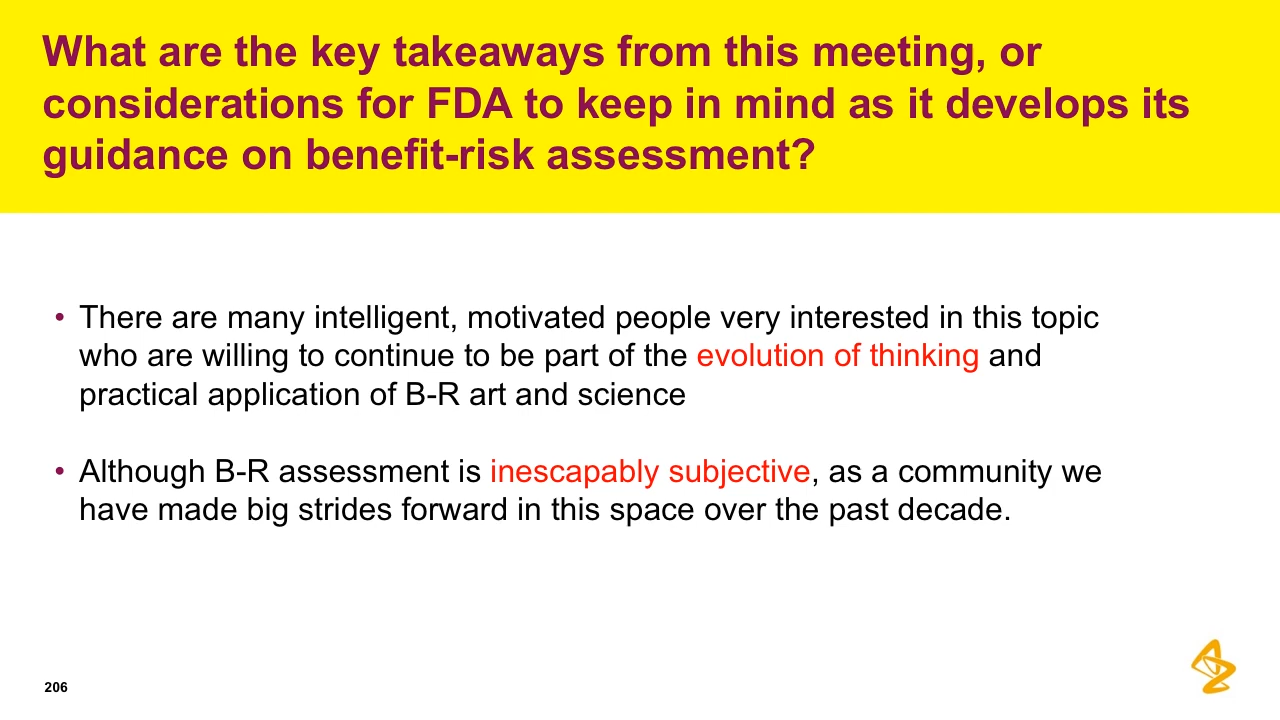 What are the key takeaways from this meeting, or
considerations for FDA to keep in mind as it develops its
guidance on benefit-risk assessment?
• There are many intelligent, motivated people very interested in this topic
who are willing to continue to be part of the evolution of thinking and
practical application of B-R art and science
• Although B-R assessment is inescapably subjective, as a community we
have made big strides forward in this space over the past decade.
206